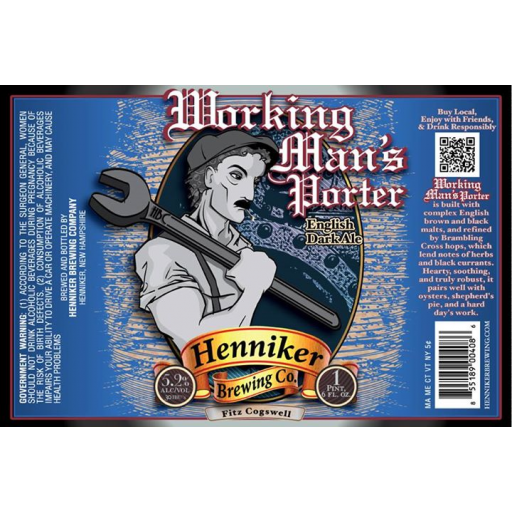 GOVERNMENT WARNING: (1) ACCORDING TO THE SURGEON GENERAL, WOMEN
SHOULD NOT DRINK ALCOHOLIC BEVERAGES DURING PREGNANCY BECAUSE OF
THE RISK OF BIRTH DEFECTS. (2) CONSUMPTION OF ALCOHOLIC BEVERAGES
IMPAIRS YOUR ABILITY TO DRIVE A CAR OR OPERATE MACHINERY, AND MAY CAUSE
HEALTH PROBLEMS
BREWED AND BOTTLED BY
HENNIKER BREWING COMPANY
HENNIKER, NEW HAMPSHIRE
Working
Man's
Porter
English
Dark Ale
Henniker
Brewing Co.
5.2%
ALC/VOL
1
PINT,
6 FL. OZ.
Fitz Cogswell
Buy Local,
Enjoy with Friends,
& Drink Responsibly
Working
Man's Porter
is built with
complex English
brown and black
malts, and refined
by Brambling
Cross hops, which
lend notes of herbs
and black currants.
Hearty, soothing,
and truly robust, it
pairs well with
oysters, shepherd's
pie, and a hard
day's work.
MA ME CT VT NY 5¢
8 55189 00408 6
HENNIKERBREWING.COM